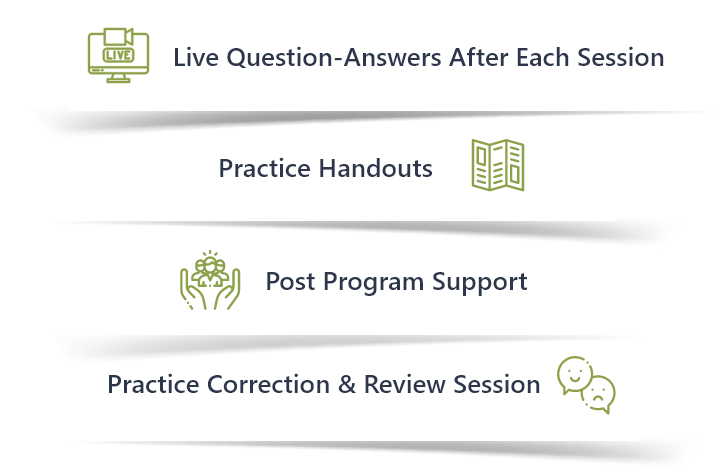 LIVE
Live Question-Answers After Each Session
Practice Handouts
Post Program Support
Practice Correction & Review Session